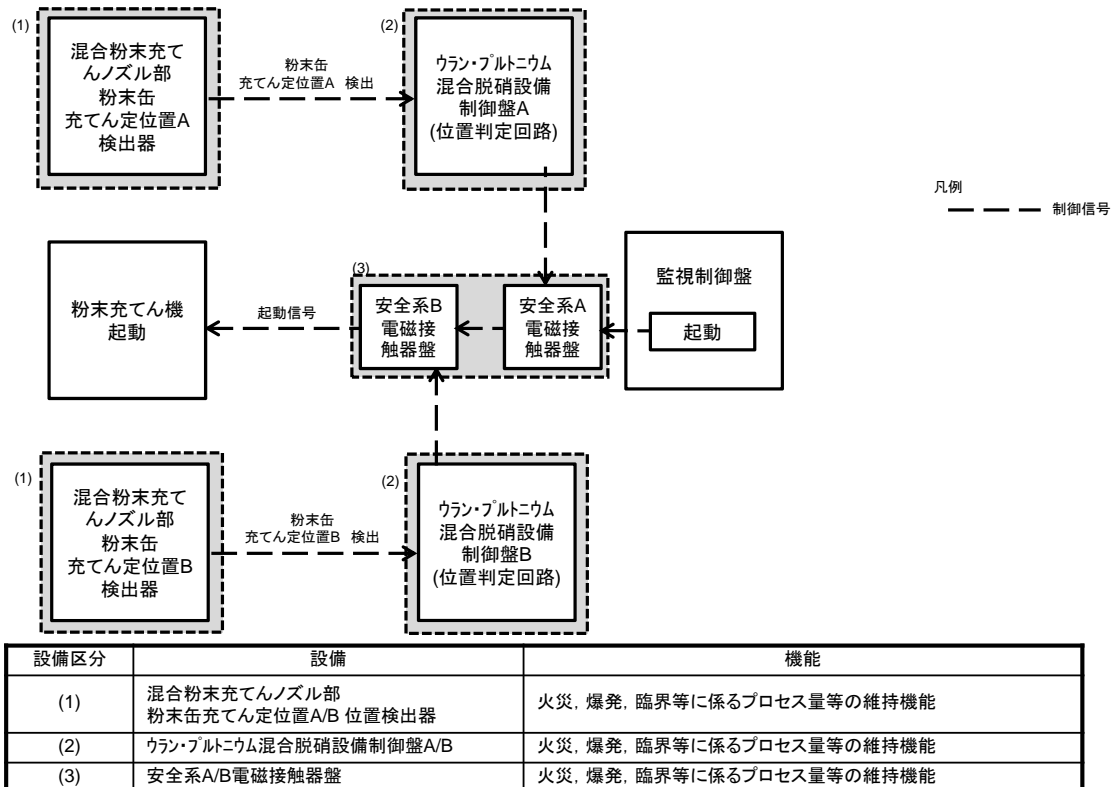 (1)
混合粉末充て
んノズル部
粉末缶
充てん定位置A
検出器
粉末缶
充てん定位置A 検出
(2)
ウラン・プルトニウム
混合脱硝設備
制御盤A
(位置判定回路)
凡例
制御信号
粉末充てん機
起動
起動信号
(3)
安全系B
電磁接
触器盤
安全系A
電磁接
触器盤
監視制御盤
起動
(1)
混合粉末充て
んノズル部
粉末缶
充てん定位置B
検出器
粉末缶
充てん定位置B 検出
(2)
ウラン・プルトニウム
混合脱硝設備
制御盤B
(位置判定回路)
設備区分 設備 機能
(1) 混合粉末充てんノズル部
粉末缶充てん定位置A/B 位置検出器 火災，爆発，臨界等に係るプロセス量等の維持機能
(2) ウラン・プルトニウム混合脱硝設備制御盤A/B 火災，爆発，臨界等に係るプロセス量等の維持機能
(3) 安全系A/B電磁接触器盤 火災，爆発，臨界等に係るプロセス量等の維持機能